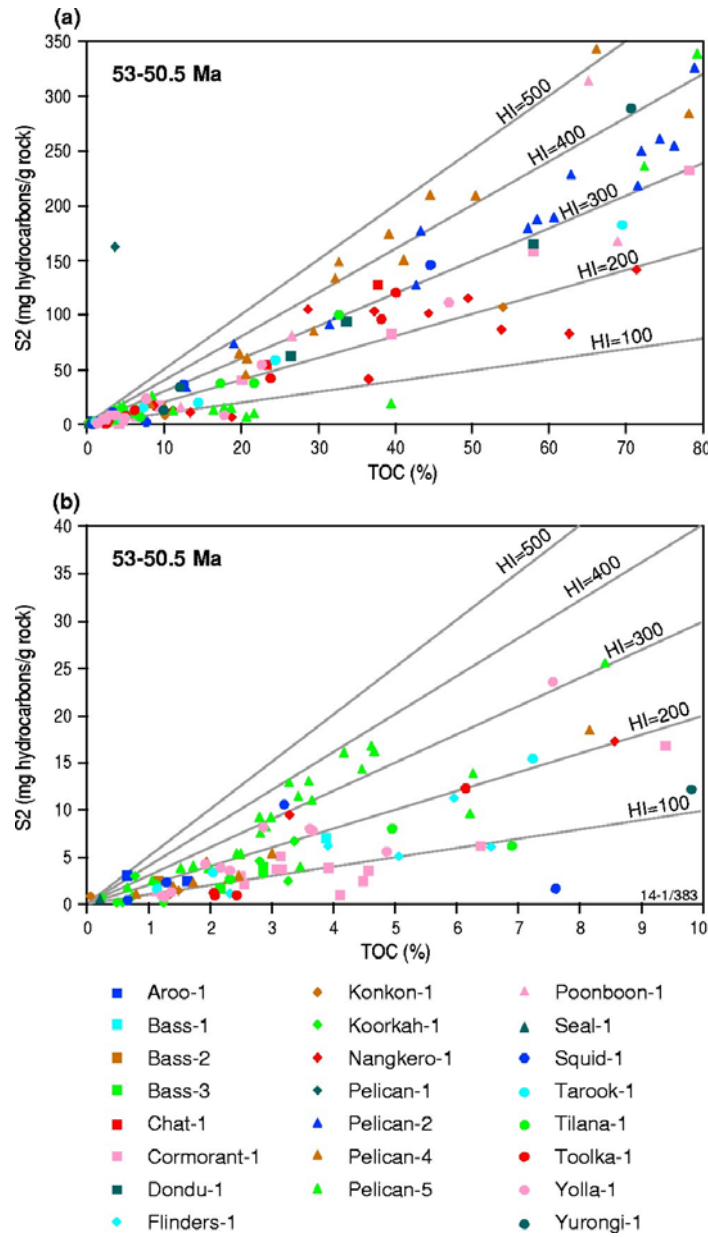 (a)
53-50.5 Ma
S2 (mg hydrocarbons/g rock)
350
300
250
200
150
100
50
0
HI=500
HI=400
HI=300
HI=200
HI=100
0 10 20 30 40 50 60 70 80
TOC (%)
(b)
53-50.5 Ma
S2 (mg hydrocarbons/g rock)
40
35
30
25
20
15
10
5
0
HI=500
HI=400
HI=300
HI=200
HI=100
14-1/383
0 1 2 3 4 5 6 7 8 9 10
TOC (%)
Aroo-1
Bass-1
Bass-2
Bass-3
Chat-1
Cormorant-1
Dondu-1
Flinders-1
Konkon-1
Koorkah-1
Nangkero-1
Pelican-1
Pelican-2
Pelican-4
Pelican-5
Poonboon-1
Seal-1
Squid-1
Tarook-1
Tilana-1
Toolka-1
Yolla-1
Yurongi-1